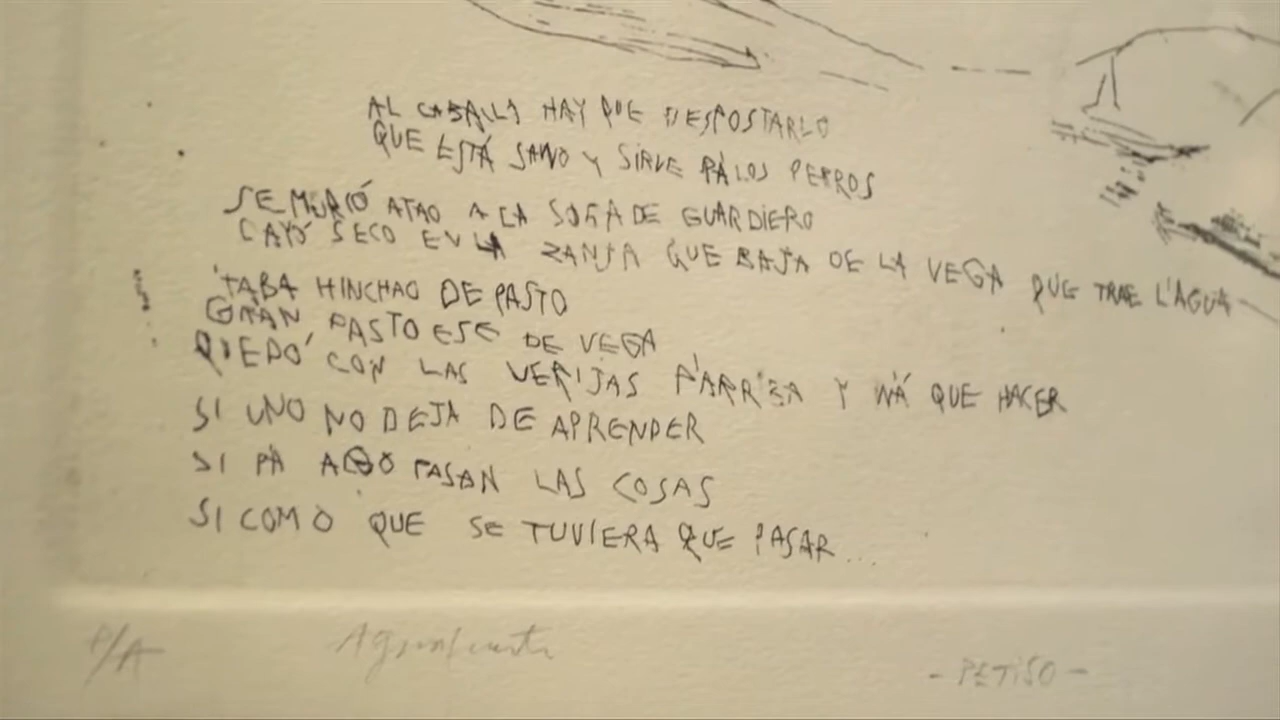 AL CABALLA HAY QUE DESPOSTARLO
QUE ESTÁ SANO Y SIRVE PÁ LOS PERROS
SE MURIÓ ATAO A LA SOGA DE GUARDIERO
CAYÓ SECO EN LA ZANJA QUE BAJA DE LA VEGA QUE TRAE L'AGUA
'TABA HINCHAO DE PASTO
GRAN PASTO ESE DE VEGA
QUEDÓ CON LAS VERIJAS P'ARRIBA Y NÁ QUE HACER
SI UNO NO DEJA DE APRENDER
SI PÁ ALGO PASAN LAS COSAS
SI COMO QUE SE TUVIERA QUE PASAR...
P/A Aguafuerte - PETISO -